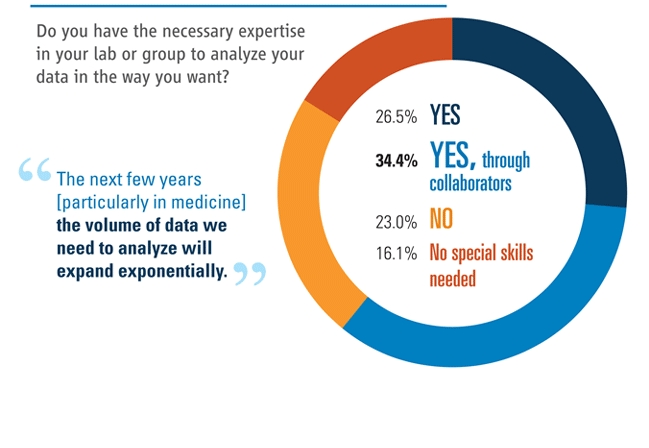 Do you have the necessary expertise
in your lab or group to analyze your
data in the way you want?
“
The next few years
[particularly in medicine]
the volume of data we
need to analyze will
expand exponentially. ”
26.5% YES
34.4% YES, through
collaborators
23.0% NO
16.1% No special skills
needed